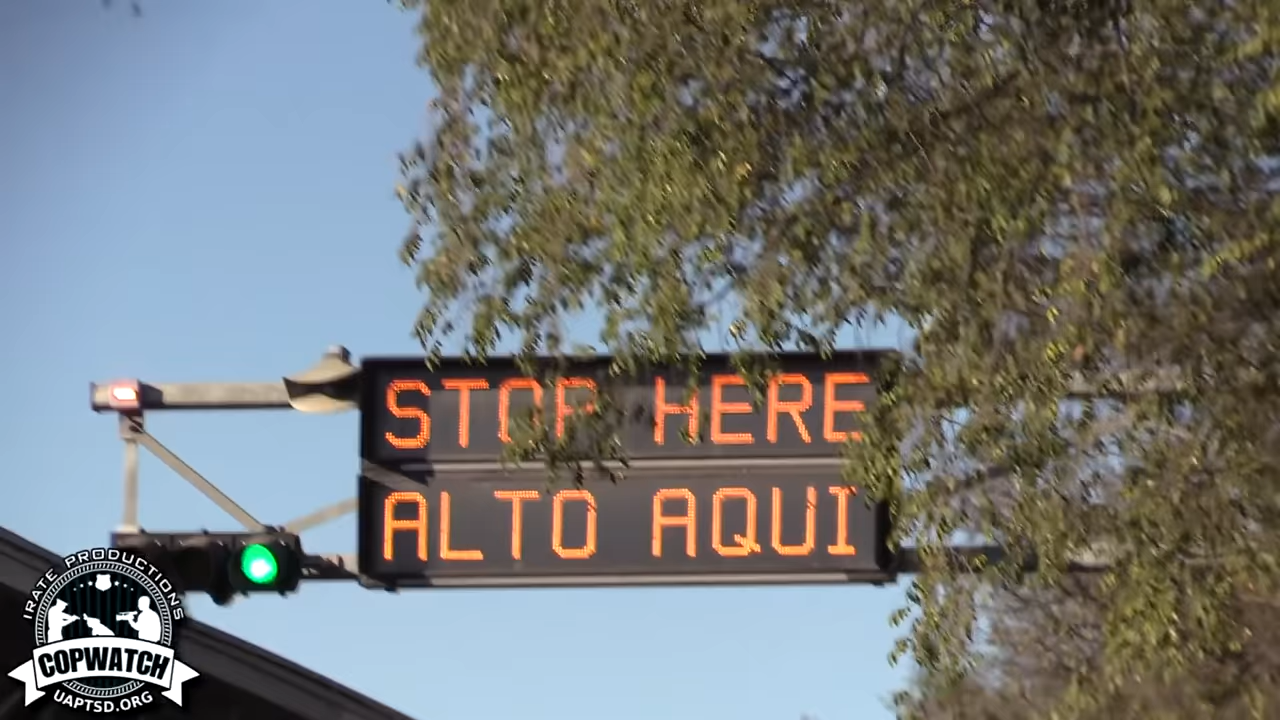 STOP HERE
ALTO AQUI
IRATE PRODUCTIONS
COPWATCH
UAPTSD.ORG